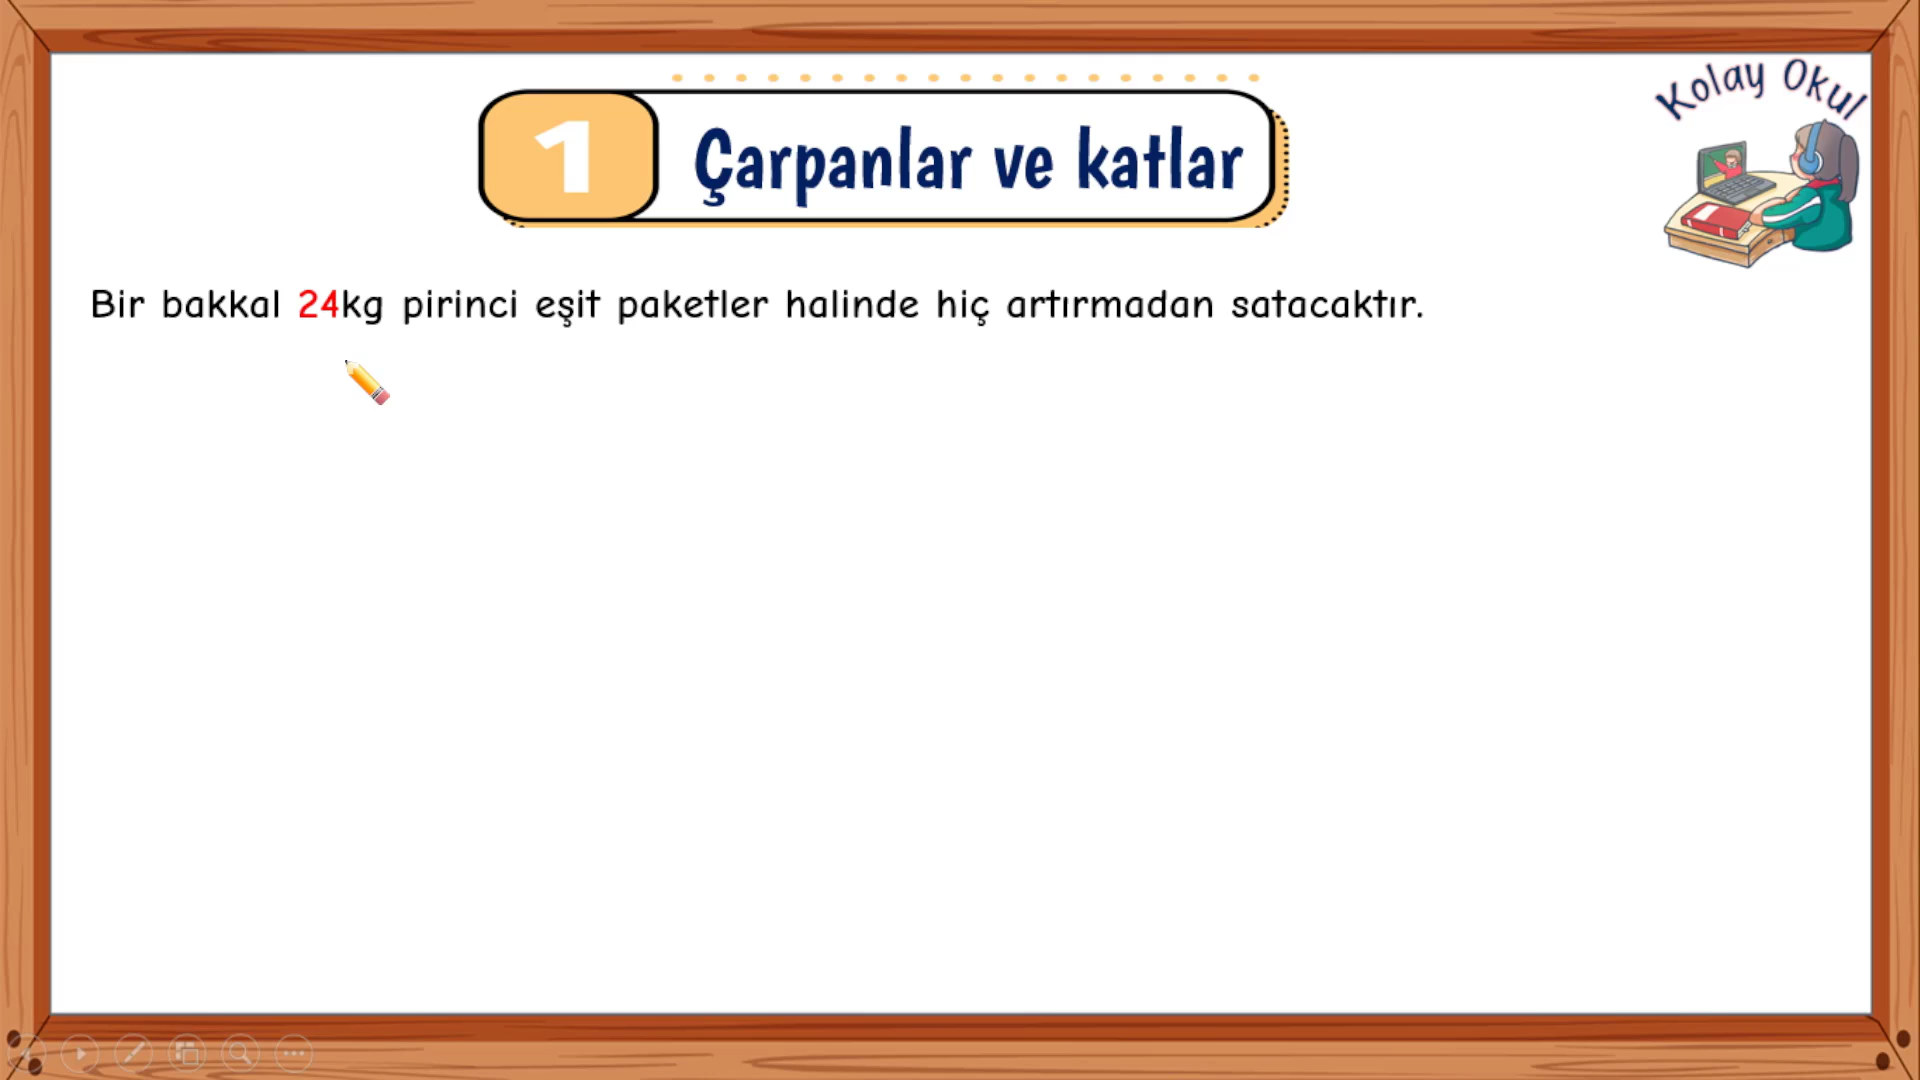 Kolay Okul
1 Çarpanlar ve katlar
Bir bakkal 24kg pirinci eşit paketler halinde hiç artırmadan satacaktır.